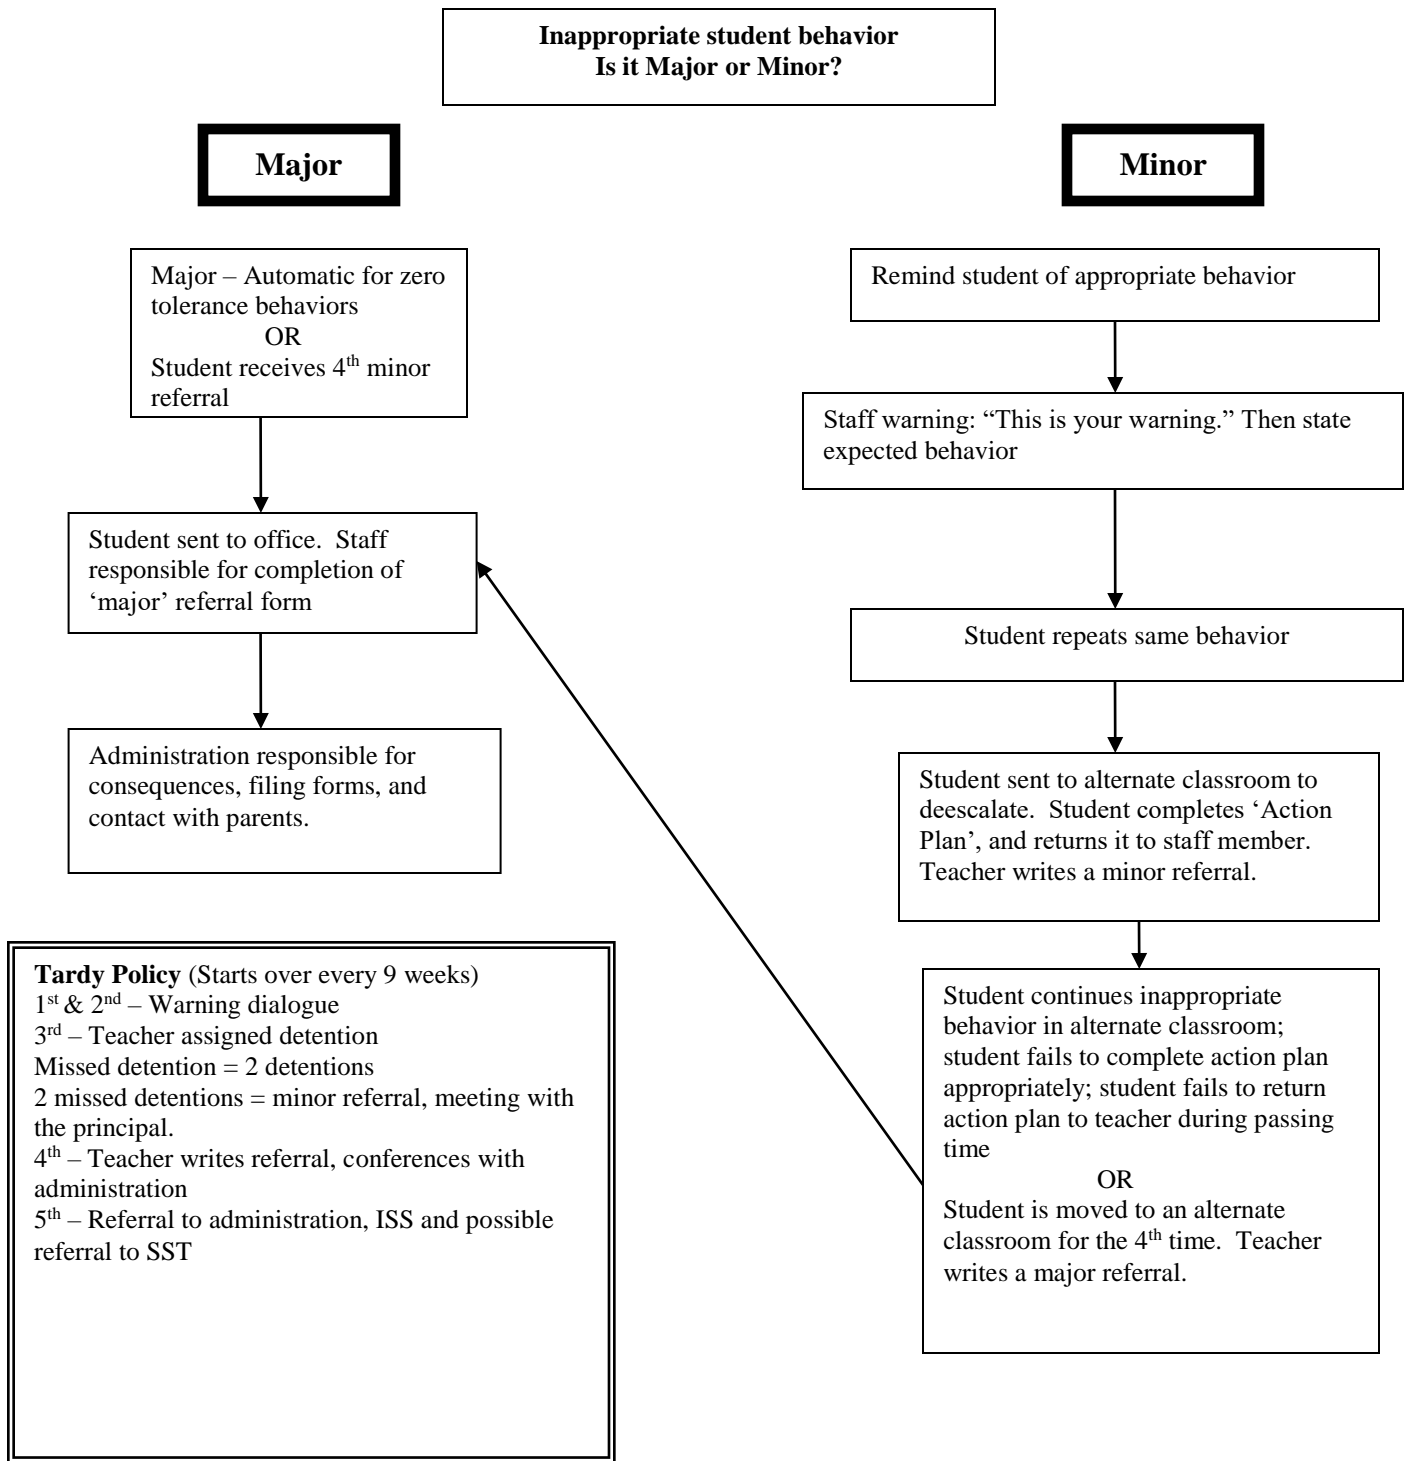 Inappropriate student behavior
Is it Major or Minor?
Major
Minor
Major – Automatic for zero
tolerance behaviors
OR
Student receives 4th minor
referral
Student sent to office.  Staff
responsible for completion of
‘major’ referral form
Administration responsible for
consequences, filing forms, and
contact with parents.
Remind student of appropriate behavior
Staff warning: “This is your warning.” Then state
expected behavior
Student repeats same behavior
Student sent to alternate classroom to
deescalate.  Student completes ‘Action
Plan’, and returns it to staff member.
Teacher writes a minor referral.
Student continues inappropriate
behavior in alternate classroom;
student fails to complete action plan
appropriately; student fails to return
action plan to teacher during passing
time
OR
Student is moved to an alternate
classroom for the 4th time.  Teacher
writes a major referral.
Tardy Policy (Starts over every 9 weeks)
1st & 2nd – Warning dialogue
3rd – Teacher assigned detention
Missed detention = 2 detentions
2 missed detentions = minor referral, meeting with
the principal.
4th – Teacher writes referral, conferences with
administration
5th – Referral to administration, ISS and possible
referral to SST